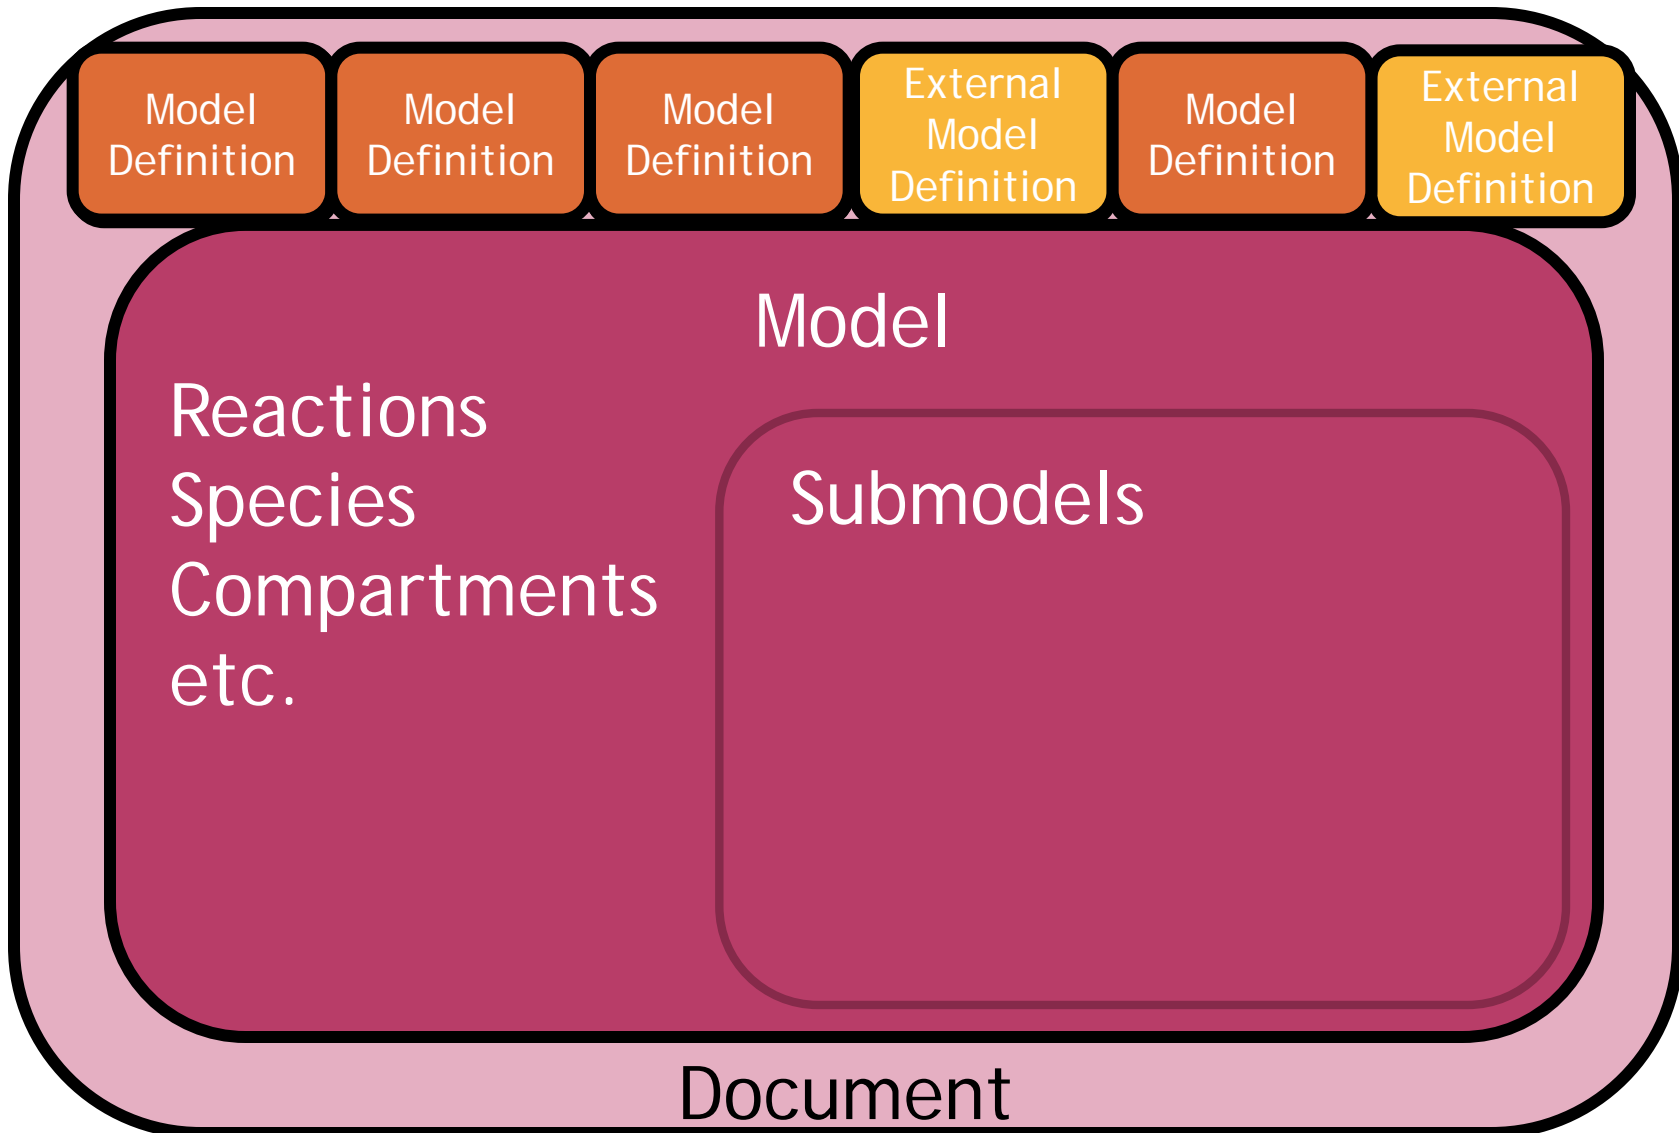 Model
Definition
Model
Definition
Model
Definition
External
Model
Definition
Model
Definition
External
Model
Definition
Model
Reactions
Species
Compartments
etc.
Submodels
Document